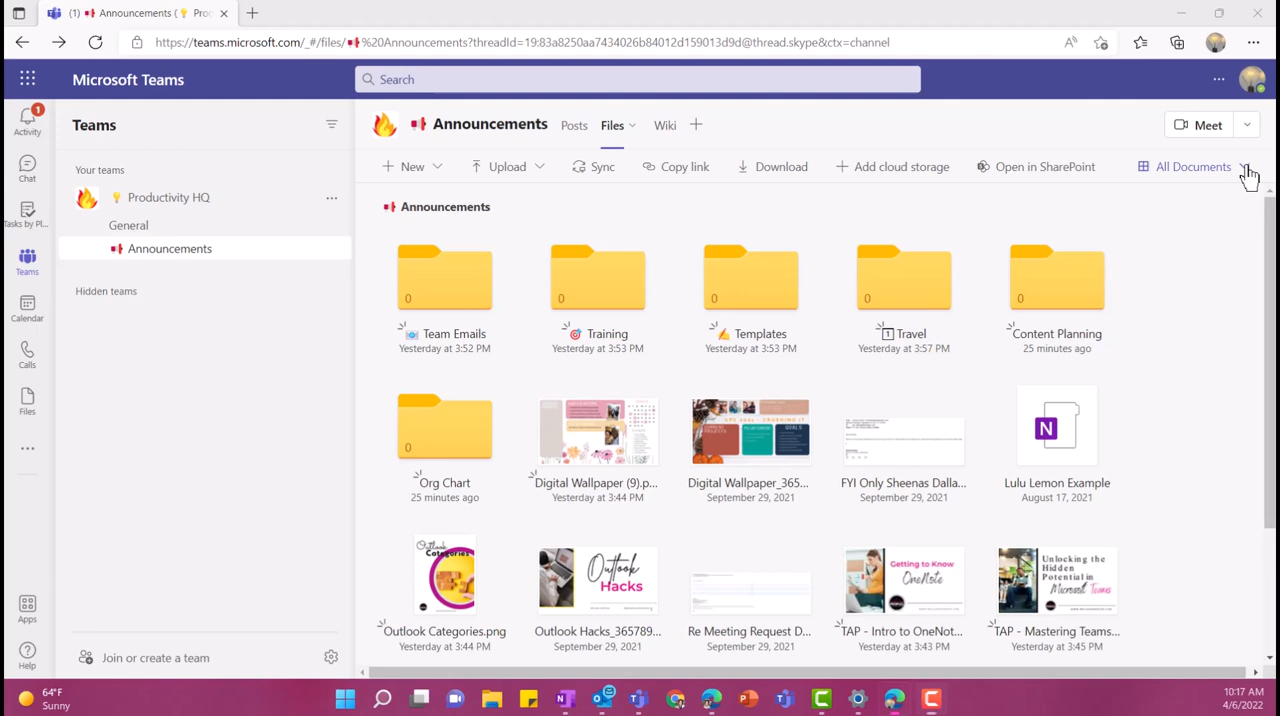 (1) Announcements ( Pro
https://teams.microsoft.com/_#/files/%20Announcements?threadId=19:83a8250aa7434026b84012d159013d9d@thread.skype&ctx=channel
Microsoft Teams
Search
Activity
1
Chat
Tasks by Pl...
Teams
Calendar
Calls
Files
Apps
Help
Teams
Your teams
Productivity HQ
General
Announcements
Hidden teams
Join or create a team
Announcements Posts Files Wiki
Meet
New Upload Sync Copy link Download Add cloud storage Open in SharePoint All Documents
Announcements
0 0 0 0 0
Team Emails Training Templates 1 Travel Content Planning
Yesterday at 3:52 PM Yesterday at 3:53 PM Yesterday at 3:53 PM Yesterday at 3:57 PM 25 minutes ago
0
N
Org Chart Digital Wallpaper (9).p... Digital Wallpaper_365... FYI Only Sheenas Dalla... Lulu Lemon Example
25 minutes ago Yesterday at 3:44 PM September 29, 2021 September 29, 2021 August 17, 2021
Outlook
Categories
Outlook
Hacks
Getting to Know
OneNote
Unlocking the
Hidden
Potential in
Microsoft Teams
Outlook Categories.png Outlook Hacks_365789... Re Meeting Request D... TAP - Intro to OneNot... TAP - Mastering Teams...
Yesterday at 3:44 PM September 29, 2021 September 29, 2021 Yesterday at 3:43 PM Yesterday at 3:45 PM
64°F
Sunny
10:17 AM
4/6/2022